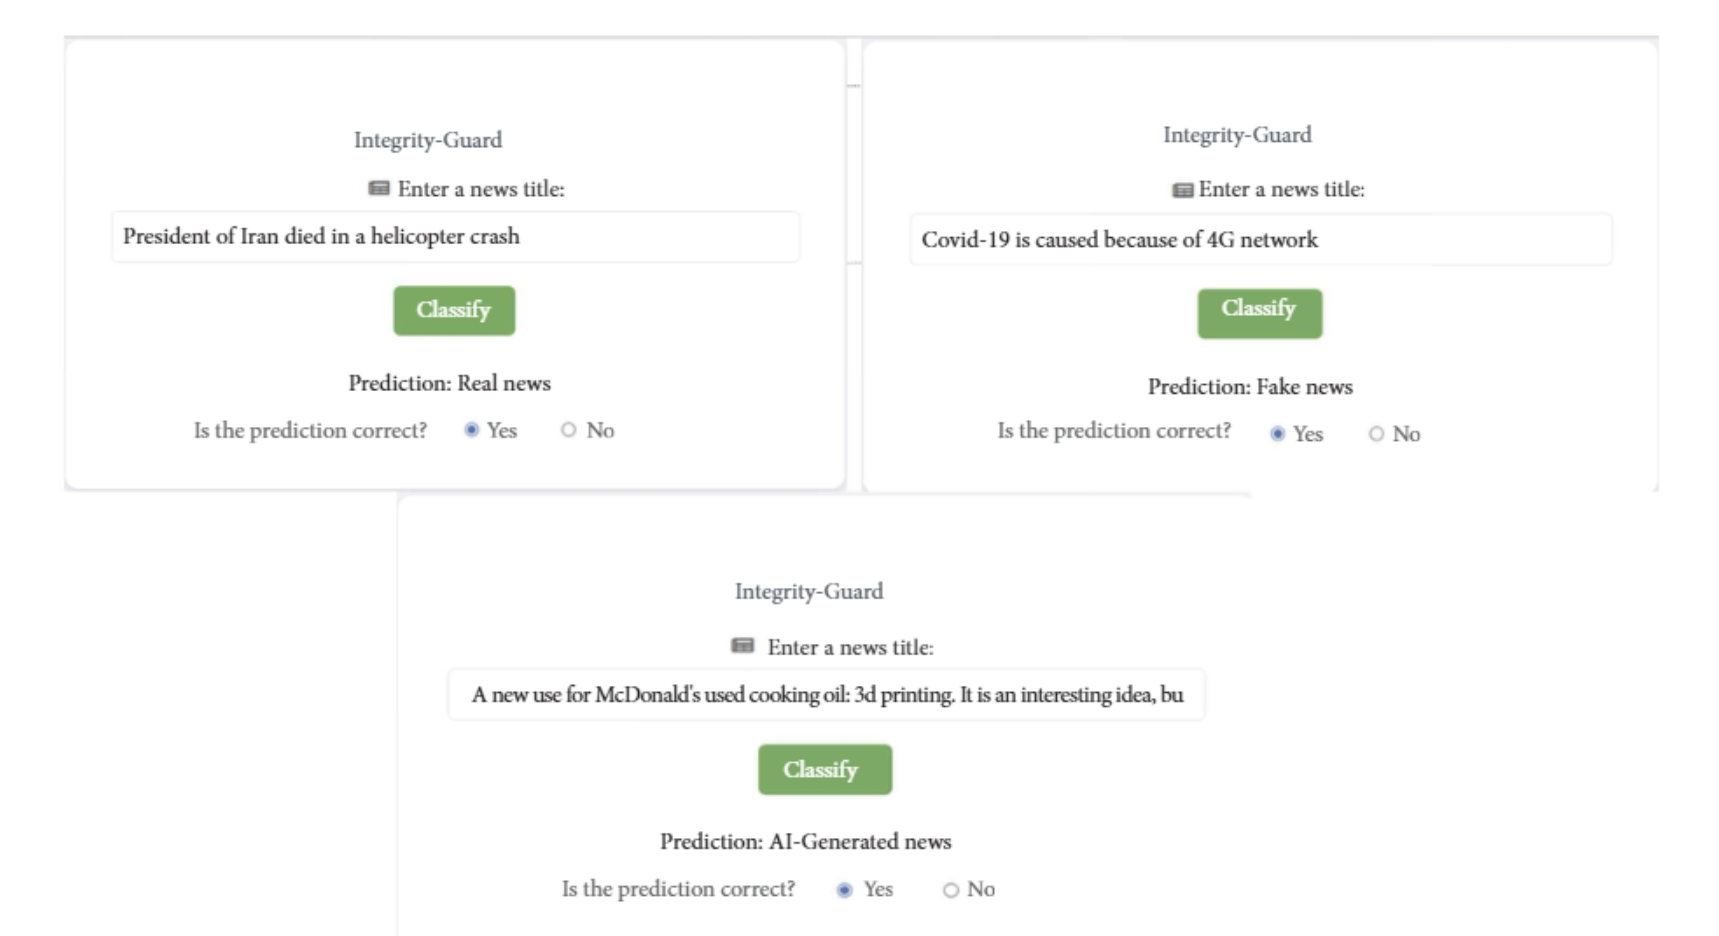 Integrity-Guard
Enter a news title:
President of Iran died in a helicopter crash
Classify
Prediction: Real news
Is the prediction correct? Yes No
Integrity-Guard
Enter a news title:
Covid-19 is caused because of 4G network
Classify
Prediction: Fake news
Is the prediction correct? Yes No
Integrity-Guard
Enter a news title:
A new use for McDonald's used cooking oil: 3d printing. It is an interesting idea, bu
Classify
Prediction: AI-Generated news
Is the prediction correct? Yes No